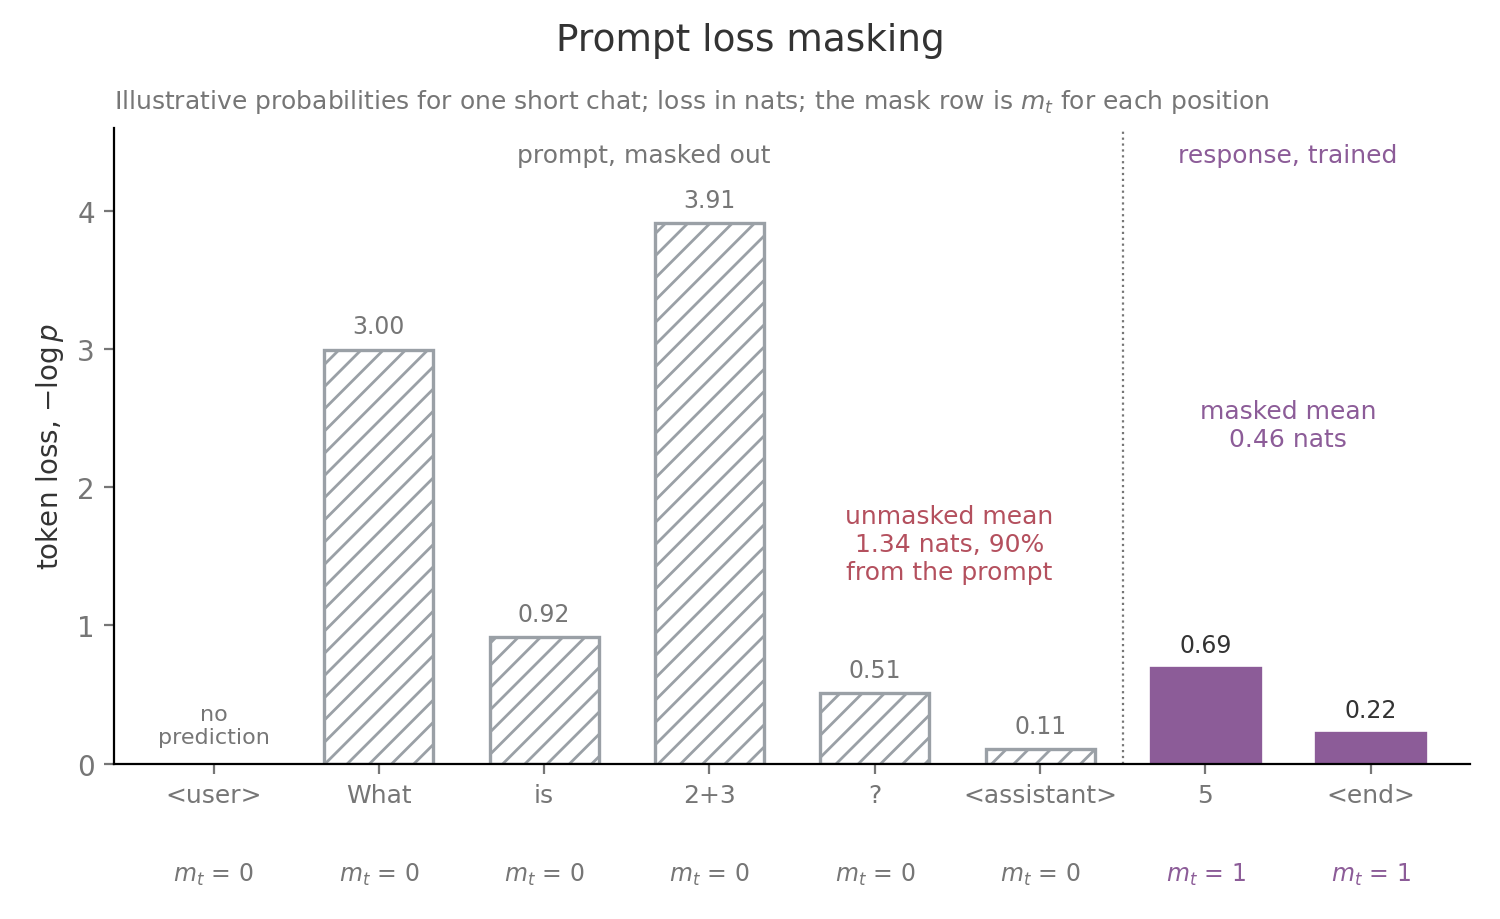 Prompt loss masking
Illustrative probabilities for one short chat; loss in nats; the mask row is m_t for each position
prompt, masked out
response, trained
token loss, −log p
4
3
2
1
0
no
prediction
3.00
0.92
3.91
0.51
0.11
0.69
0.22
unmasked mean
1.34 nats, 90%
from the prompt
masked mean
0.46 nats
<user> What is 2+3 ? <assistant> 5 <end>
m_t = 0 m_t = 0 m_t = 0 m_t = 0 m_t = 0 m_t = 0 m_t = 1 m_t = 1